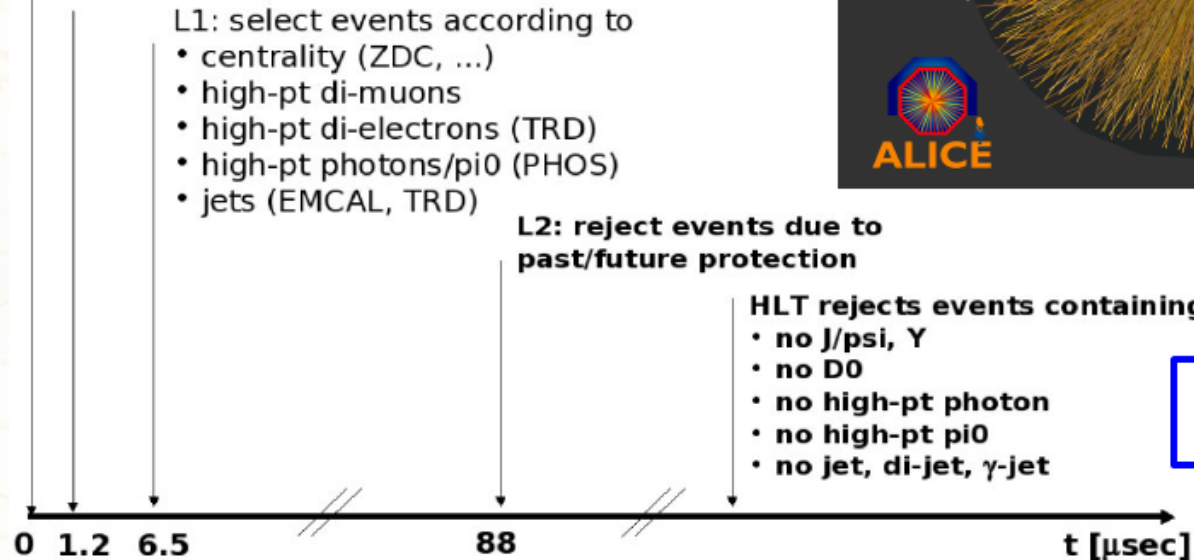 L1: select events according to
• centrality (ZDC, ...)
• high-pt di-muons
• high-pt di-electrons (TRD)
• high-pt photons/pi0 (PHOS)
• jets (EMCAL, TRD)
ALICE
L2: reject events due to
past/future protection
HLT rejects events containing
• no J/psi, Y
• no D0
• no high-pt photon
• no high-pt pi0
• no jet, di-jet, γ-jet
0 1.2 6.5 88 t [μsec]